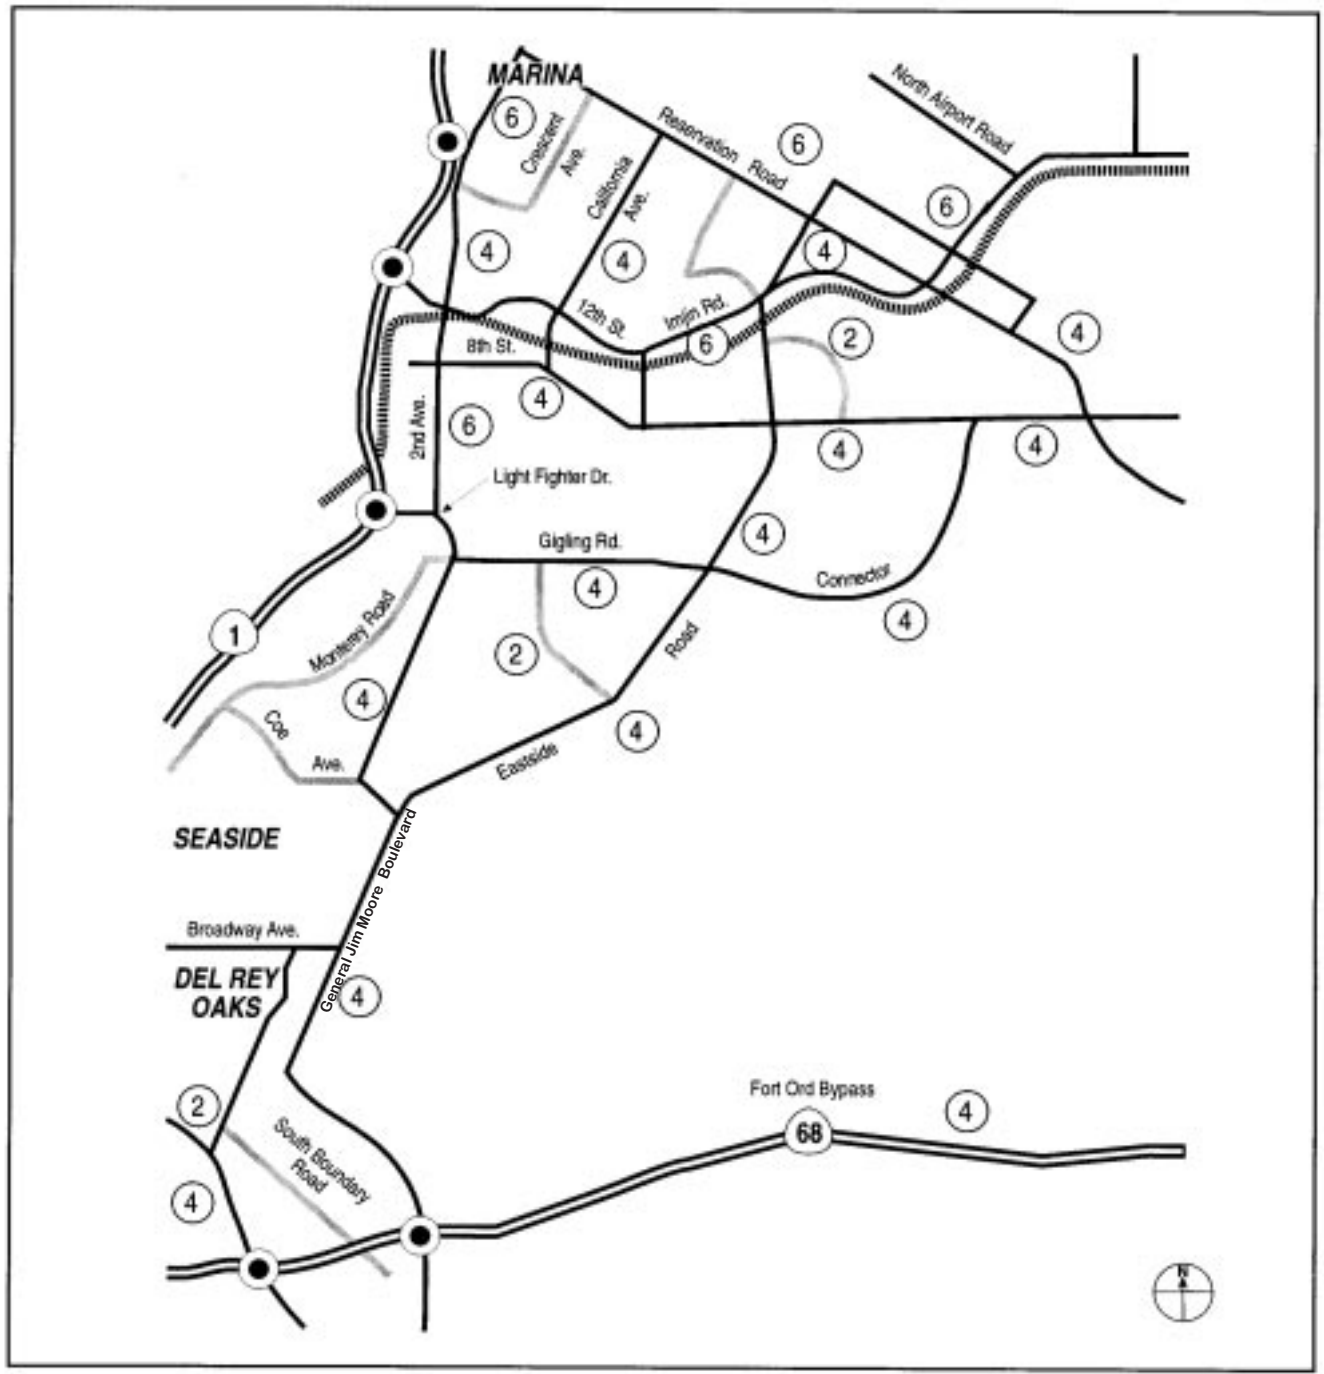 MARINA
6
Crescent
Ave.
Reservation
Road
6
North Airport Road
California
Ave.
6
4
4
4
12th St.
Imjin Rd.
6
2
4
8th St.
4
2nd Ave.
6
4
4
Light Fighter Dr.
4
Gigling Rd.
4
Connector
4
1
Monterey Road
2
Road
4
4
Coe
Ave.
Eastside
SEASIDE
General Jim Moore Boulevard
Broadway Ave.
DEL REY
OAKS
4
2
Fort Ord Bypass
4
68
South Boundary
Road
4
N